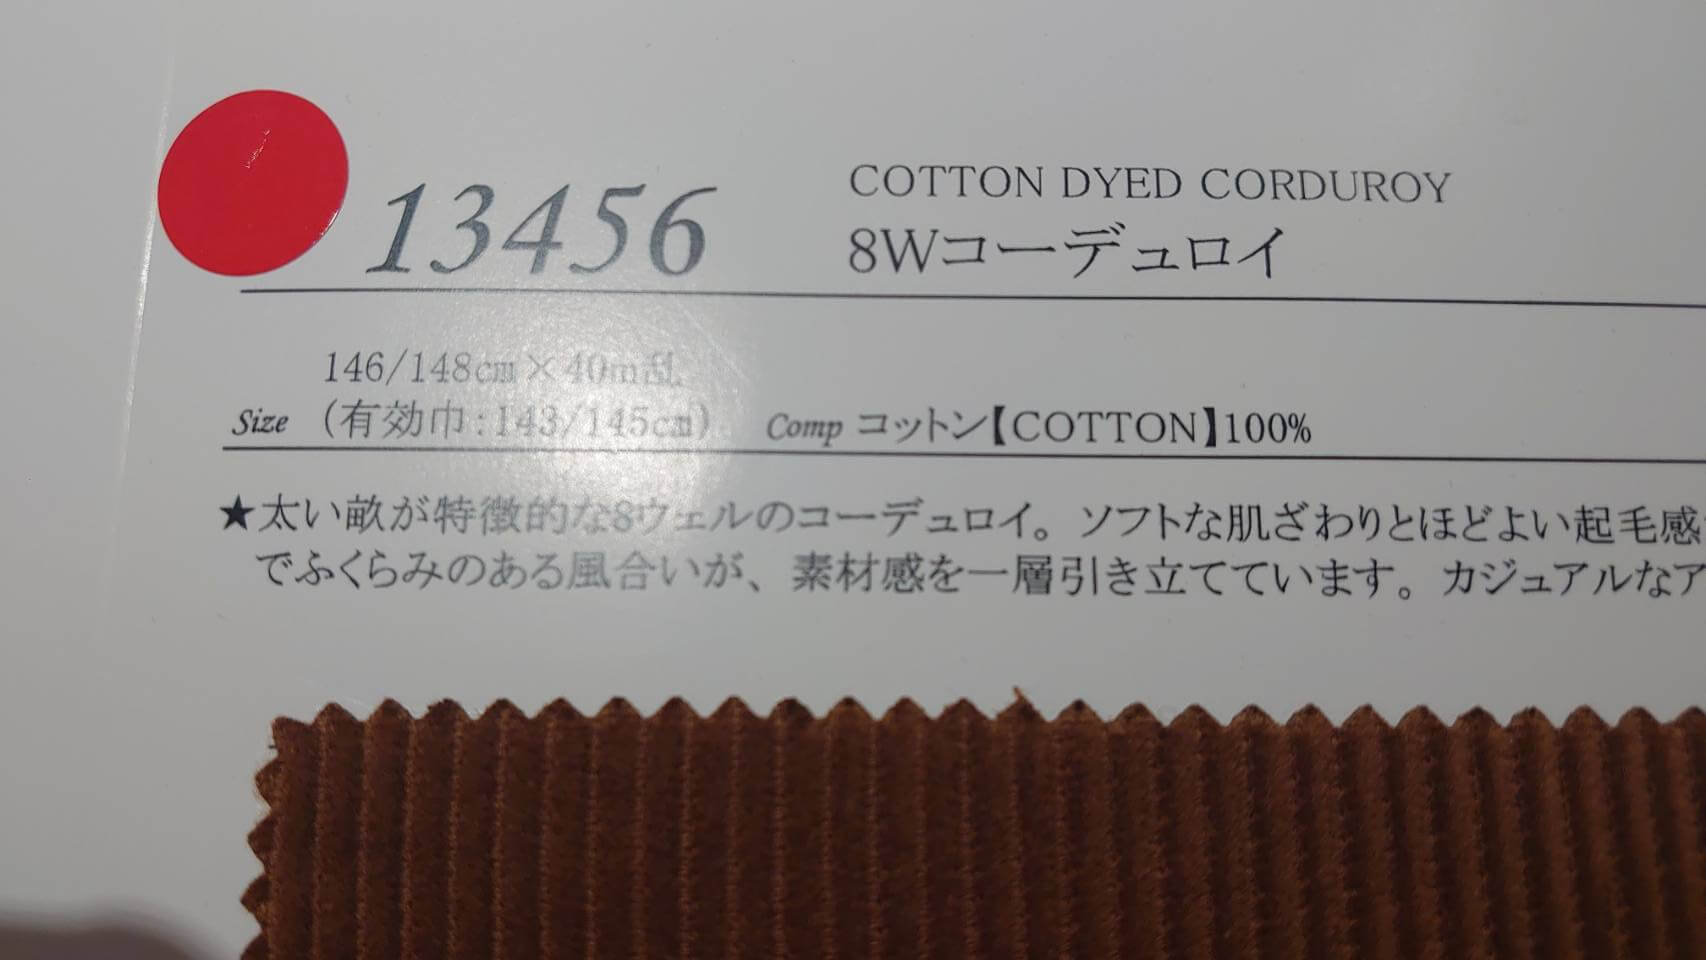 13456
COTTON DYED CORDUROY
8Wコーデュロイ
146/148cm×40m乱
Size (有効巾:143/145cm) Comp コットン【COTTON】100%
★太い畝が特徴的な8ウェルのコーデュロイ。ソフトな肌ざわりとほどよい起毛感
でふくらみのある風合いが、素材感を一層引き立てています。カジュアルなア